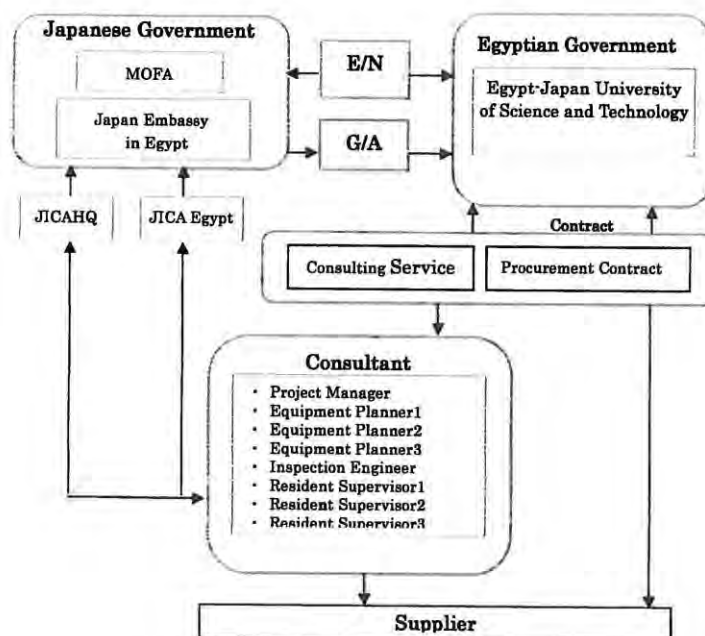 Japanese Government
MOFA
Japan Embassy
in Egypt
E/N
G/A
Egyptian Government
Egypt-Japan University
of Science and Technology
JICAHQ
JICA Egypt
Contract
Consulting Service
Procurement Contract
Consultant
・ Project Manager
・ Equipment Planner1
・ Equipment Planner2
・ Equipment Planner3
・ Inspection Engineer
・ Resident Supervisor1
・ Resident Supervisor2
・ Resident Supervisor3
Supplier